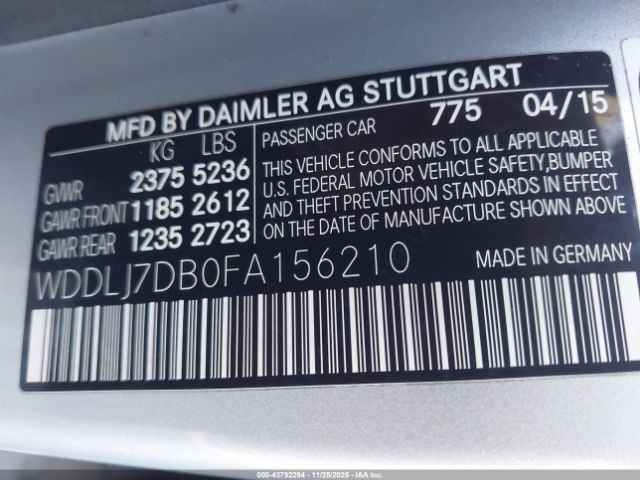 MFD BY DAIMLER AG STUTTGART
KG LBS
GVWR 2375 5236
GAWR FRONT 1185 2612
GAWR REAR 1235 2723
PASSENGER CAR 775 04/15
THIS VEHICLE CONFORMS TO ALL APPLICABLE
U.S. FEDERAL MOTOR VEHICLE SAFETY,BUMPER
AND THEFT PREVENTION STANDARDS IN EFFECT
ON THE DATE OF MANUFACTURE SHOWN ABOVE
WDDLJ7DB0FA156210
MADE IN GERMANY
000-43792294 - 11/25/2025 - IAAI.COM